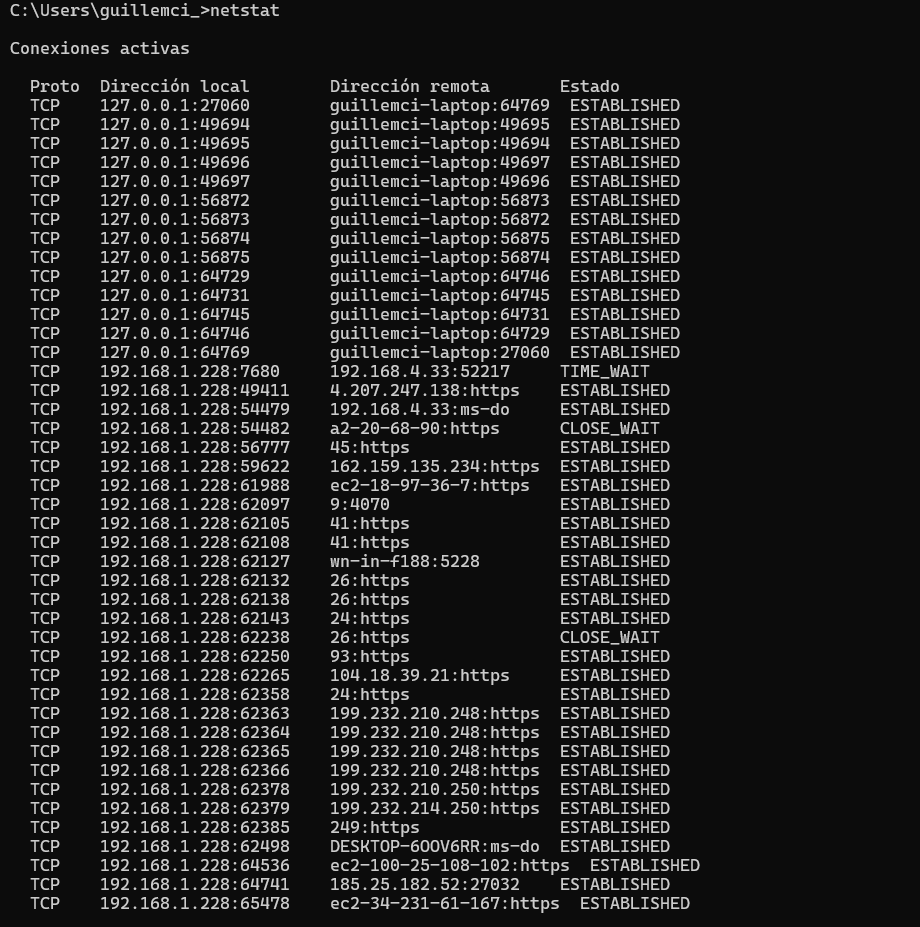 C:\Users\guillemci_>netstat
Conexiones activas
Proto  Dirección local        Dirección remota       Estado
TCP    127.0.0.1:27060        guillemci-laptop:64769  ESTABLISHED
TCP    127.0.0.1:49694        guillemci-laptop:49695  ESTABLISHED
TCP    127.0.0.1:49695        guillemci-laptop:49694  ESTABLISHED
TCP    127.0.0.1:49696        guillemci-laptop:49697  ESTABLISHED
TCP    127.0.0.1:49697        guillemci-laptop:49696  ESTABLISHED
TCP    127.0.0.1:56872        guillemci-laptop:56873  ESTABLISHED
TCP    127.0.0.1:56873        guillemci-laptop:56872  ESTABLISHED
TCP    127.0.0.1:56874        guillemci-laptop:56875  ESTABLISHED
TCP    127.0.0.1:56875        guillemci-laptop:56874  ESTABLISHED
TCP    127.0.0.1:64729        guillemci-laptop:64746  ESTABLISHED
TCP    127.0.0.1:64731        guillemci-laptop:64745  ESTABLISHED
TCP    127.0.0.1:64745        guillemci-laptop:64731  ESTABLISHED
TCP    127.0.0.1:64746        guillemci-laptop:64729  ESTABLISHED
TCP    127.0.0.1:64769        guillemci-laptop:27060  ESTABLISHED
TCP    192.168.1.228:7680     192.168.4.33:52217     TIME_WAIT
TCP    192.168.1.228:49411    4.207.247.138:https    ESTABLISHED
TCP    192.168.1.228:54479    192.168.4.33:ms-do     ESTABLISHED
TCP    192.168.1.228:54482    a2-20-68-90:https      CLOSE_WAIT
TCP    192.168.1.228:56777    45:https               ESTABLISHED
TCP    192.168.1.228:59622    162.159.135.234:https  ESTABLISHED
TCP    192.168.1.228:61988    ec2-18-97-36-7:https   ESTABLISHED
TCP    192.168.1.228:62097    9:4070                 ESTABLISHED
TCP    192.168.1.228:62105    41:https               ESTABLISHED
TCP    192.168.1.228:62108    41:https               ESTABLISHED
TCP    192.168.1.228:62127    wn-in-f188:5228        ESTABLISHED
TCP    192.168.1.228:62132    26:https               ESTABLISHED
TCP    192.168.1.228:62138    26:https               ESTABLISHED
TCP    192.168.1.228:62143    24:https               ESTABLISHED
TCP    192.168.1.228:62238    26:https               CLOSE_WAIT
TCP    192.168.1.228:62250    93:https               ESTABLISHED
TCP    192.168.1.228:62265    104.18.39.21:https     ESTABLISHED
TCP    192.168.1.228:62358    24:https               ESTABLISHED
TCP    192.168.1.228:62363    199.232.210.248:https  ESTABLISHED
TCP    192.168.1.228:62364    199.232.210.248:https  ESTABLISHED
TCP    192.168.1.228:62365    199.232.210.248:https  ESTABLISHED
TCP    192.168.1.228:62366    199.232.210.248:https  ESTABLISHED
TCP    192.168.1.228:62378    199.232.210.250:https  ESTABLISHED
TCP    192.168.1.228:62379    199.232.214.250:https  ESTABLISHED
TCP    192.168.1.228:62385    249:https              ESTABLISHED
TCP    192.168.1.228:62498    DESKTOP-6OOV6RR:ms-do  ESTABLISHED
TCP    192.168.1.228:64536    ec2-100-25-108-102:https  ESTABLISHED
TCP    192.168.1.228:64741    185.25.182.52:27032    ESTABLISHED
TCP    192.168.1.228:65478    ec2-34-231-61-167:https  ESTABLISHED